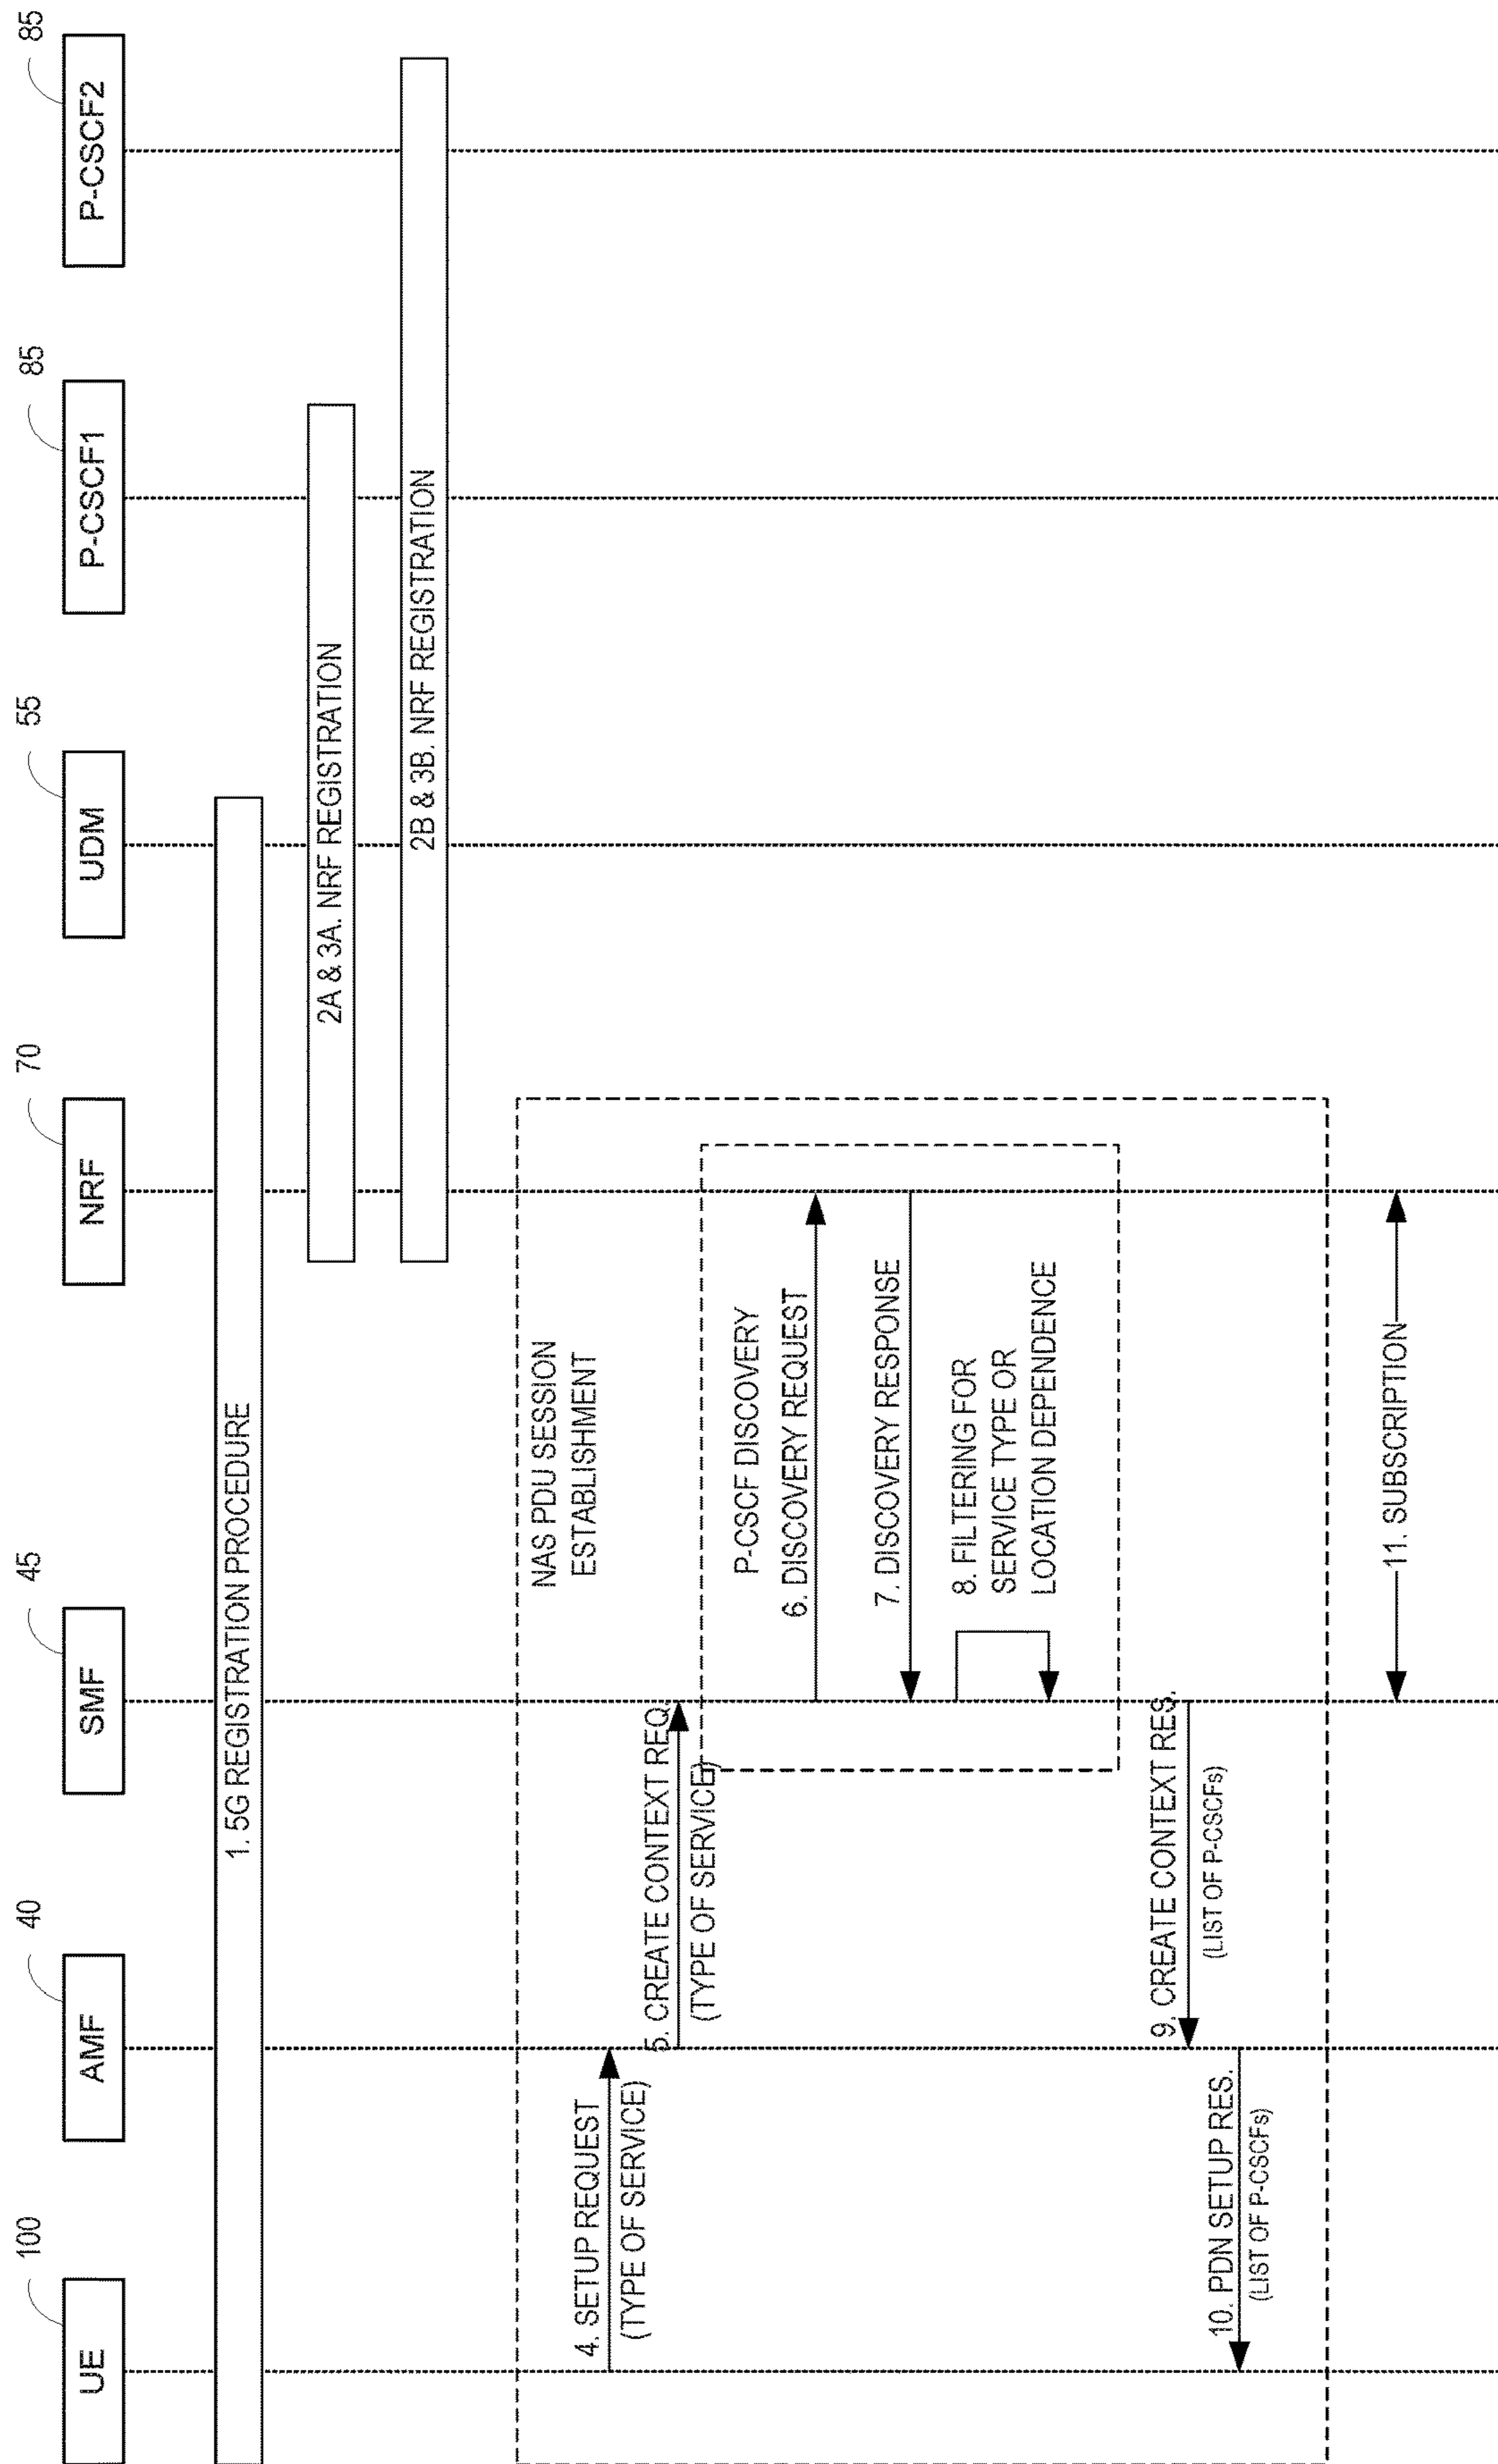 100
40
45
70
55
85
85
UE
AMF
SMF
NRF
UDM
P-CSCF1
P-CSCF2
1. 5G REGISTRATION PROCEDURE
2A & 3A. NRF REGISTRATION
2B & 3B. NRF REGISTRATION
NAS PDU SESSION
ESTABLISHMENT
4. SETUP REQUEST
(TYPE OF SERVICE)
5. CREATE CONTEXT REQ.
(TYPE OF SERVICE)
P-CSCF DISCOVERY
6. DISCOVERY REQUEST
7. DISCOVERY RESPONSE
8. FILTERING FOR
SERVICE TYPE OR
LOCATION DEPENDENCE
9. CREATE CONTEXT RES.
(LIST OF P-CSCFs)
10. PDN SETUP RES.
(LIST OF P-CSCFs)
11. SUBSCRIPTION